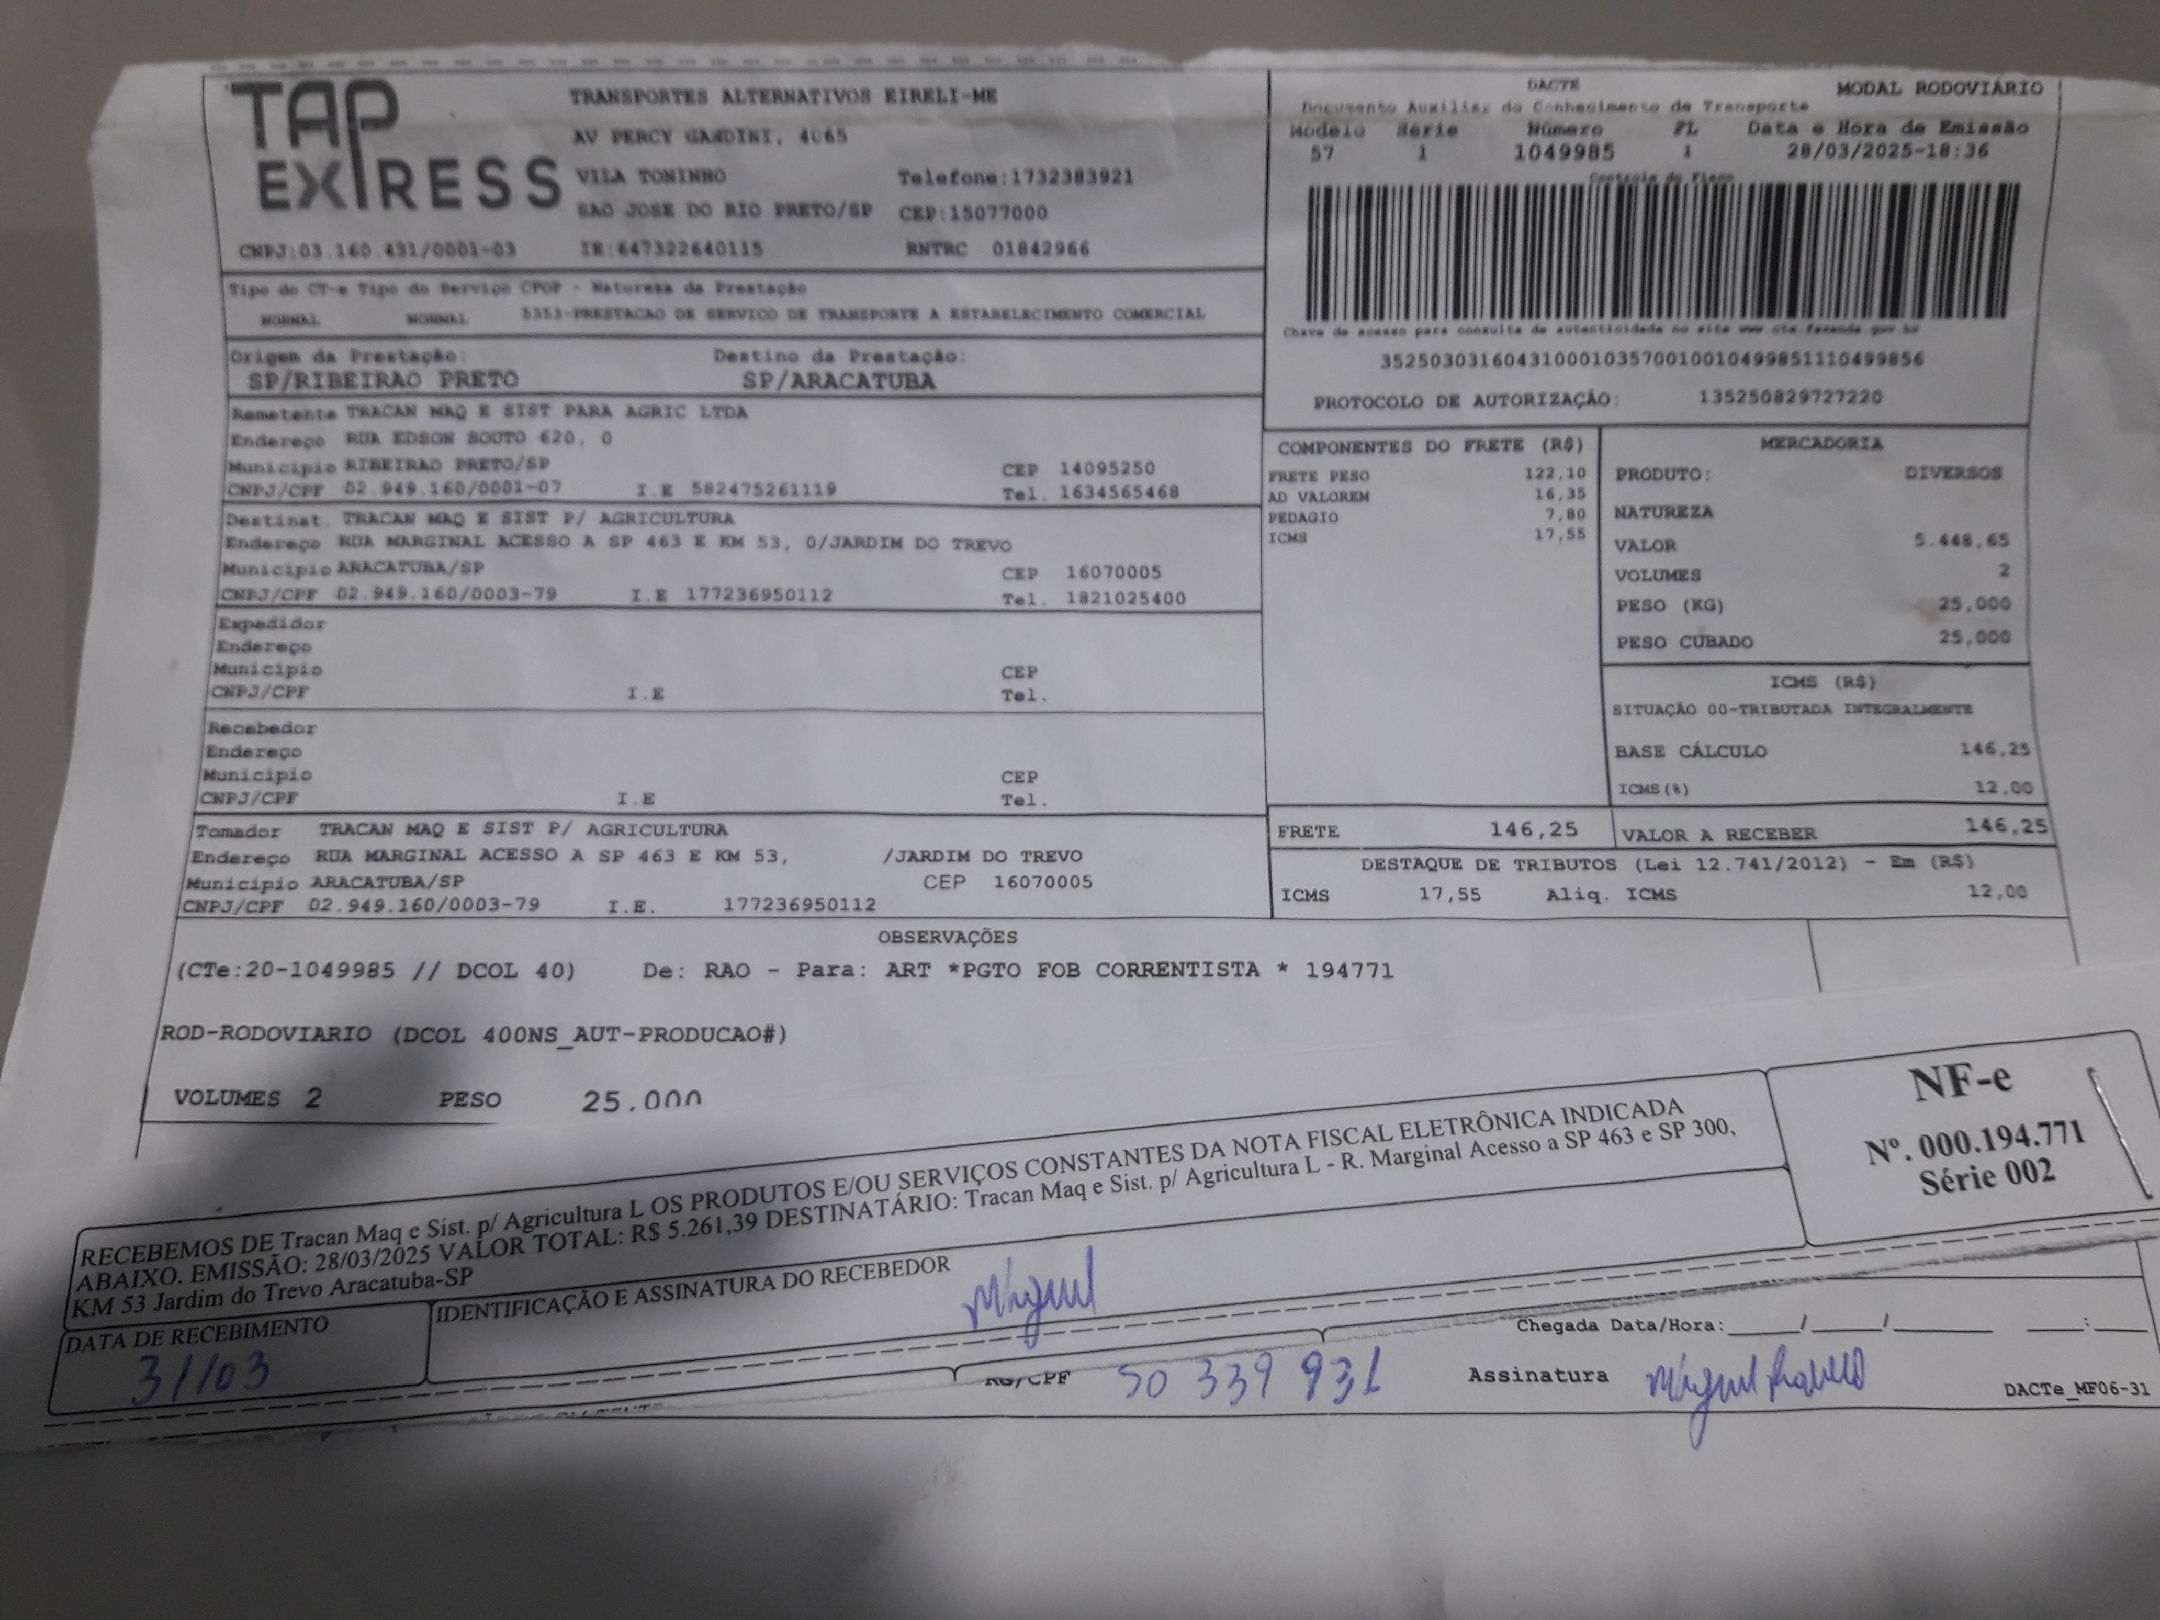 TAP
EXPRESS
TRANSPORTES ALTERNATIVOS EIRELI-ME
AV PERCY GANDINI, 4065
VILA TONINHO Telefone:1732383921
SAO JOSE DO RIO PRETO/SP CEP:15077000
CNPJ:03.160.431/0001-03 IE:647322640115 RNTRC 01842966
DACTE MODAL RODOVIÁRIO
Documento Auxiliar do Conhecimento de Transporte
Modelo Série Número FL Data e Hora de Emissão
57 1 1049985 1 28/03/2025-18:36
Controle do Fisco
Chave de acesso para consulta de autenticidade no site www.cte.fazenda.gov.br
35250303160431000103570010010499851110499856
PROTOCOLO DE AUTORIZAÇÃO: 135250829727220
Tipo do CT-e Tipo do Serviço CFOP - Natureza da Prestação
NORMAL NORMAL 5353-PRESTACAO DE SERVICO DE TRANSPORTE A ESTABELECIMENTO COMERCIAL
Origem da Prestação: Destino da Prestação:
SP/RIBEIRAO PRETO SP/ARACATUBA
Remetente TRACAN MAQ E SIST PARA AGRIC LTDA
Endereço RUA EDSON SOUTO 620, 0
Município RIBEIRAO PRETO/SP CEP 14095250
CNPJ/CPF 02.949.160/0001-07 I.E 582475261119 Tel. 1634565468
Destinat. TRACAN MAQ E SIST P/ AGRICULTURA
Endereço RUA MARGINAL ACESSO A SP 463 E KM 53, 0/JARDIM DO TREVO
Município ARACATUBA/SP CEP 16070005
CNPJ/CPF 02.949.160/0003-79 I.E 177236950112 Tel. 1821025400
Expedidor
Endereço
Município CEP
CNPJ/CPF I.E Tel.
Recebedor
Endereço
Município CEP
CNPJ/CPF I.E Tel.
Tomador TRACAN MAQ E SIST P/ AGRICULTURA
Endereço RUA MARGINAL ACESSO A SP 463 E KM 53, /JARDIM DO TREVO
Município ARACATUBA/SP CEP 16070005
CNPJ/CPF 02.949.160/0003-79 I.E. 177236950112
COMPONENTES DO FRETE (R$)
FRETE PESO 122,10
AD VALOREM 16,35
PEDAGIO 7,80
ICMS 17,55
MERCADORIA
PRODUTO: DIVERSOS
NATUREZA
VALOR 5.448,65
VOLUMES 2
PESO (KG) 25,000
PESO CUBADO 25,000
ICMS (R$)
SITUAÇÃO 00-TRIBUTADA INTEGRALMENTE
BASE CÁLCULO 146,25
ICMS(%) 12,00
FRETE 146,25 VALOR A RECEBER 146,25
DESTAQUE DE TRIBUTOS (Lei 12.741/2012) - Em (R$)
ICMS 17,55 Aliq. ICMS 12,00
OBSERVAÇÕES
(CTe:20-1049985 // DCOL 40) De: RAO - Para: ART *PGTO FOB CORRENTISTA * 194771
ROD-RODOVIARIO (DCOL 400NS_AUT-PRODUCAO#)
VOLUMES 2 PESO 25.000
RECEBEMOS DE Tracan Maq e Sist. p/ Agricultura L OS PRODUTOS E/OU SERVIÇOS CONSTANTES DA NOTA FISCAL ELETRÔNICA INDICADA
ABAIXO. EMISSÃO: 28/03/2025 VALOR TOTAL: R$ 5.261,39 DESTINATÁRIO: Tracan Maq e Sist. p/ Agricultura L - R. Marginal Acesso a SP 463 e SP 300,
KM 53 Jardim do Trevo Aracatuba-SP
NF-e
Nº. 000.194.771
Série 002
DATA DE RECEBIMENTO
31/03
IDENTIFICAÇÃO E ASSINATURA DO RECEBEDOR
Miguel
Chegada Data/Hora:____/____/______ ___:___
RG/CPF 50 339 931 Assinatura Miguel
DACTe_MF06-31